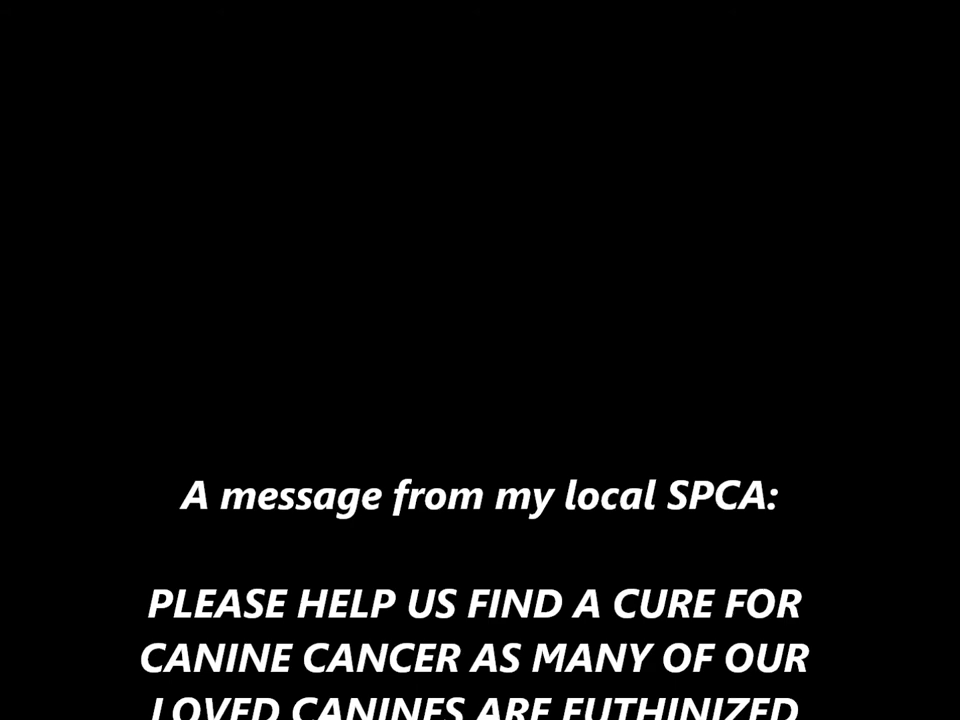 A message from my local SPCA:
PLEASE HELP US FIND A CURE FOR
CANINE CANCER AS MANY OF OUR
LOVED CANINES ARE EUTHINIZED